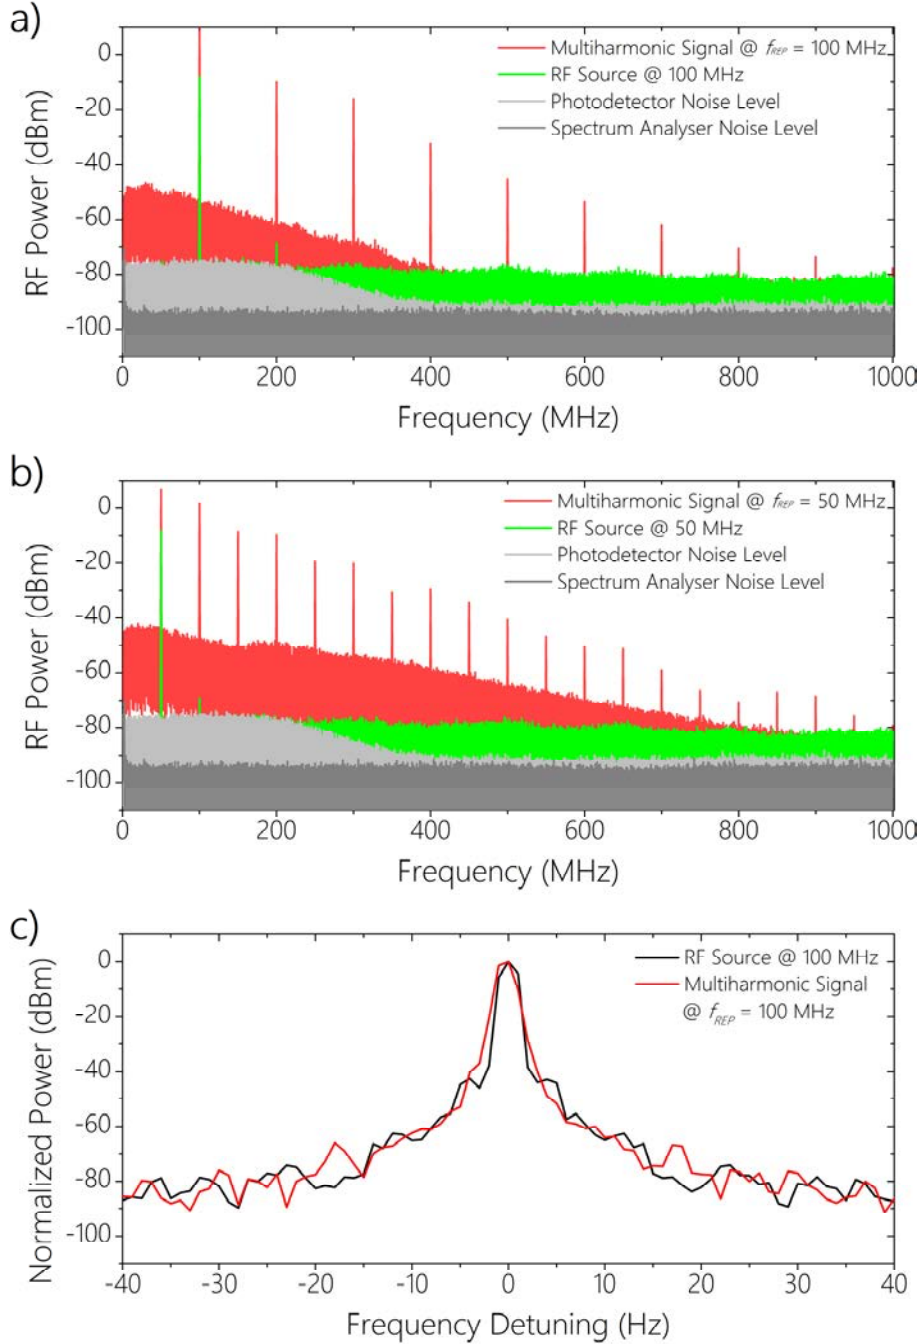 a)
Multiharmonic Signal @ fREP = 100 MHz
RF Source @ 100 MHz
Photodetector Noise Level
Spectrum Analyser Noise Level
RF Power (dBm)
0
-20
-40
-60
-80
-100
0 200 400 600 800 1000
Frequency (MHz)
b)
Multiharmonic Signal @ fREP = 50 MHz
RF Source @ 50 MHz
Photodetector Noise Level
Spectrum Analyser Noise Level
RF Power (dBm)
0
-20
-40
-60
-80
-100
0 200 400 600 800 1000
Frequency (MHz)
c)
RF Source @ 100 MHz
Multiharmonic Signal
@ fREP = 100 MHz
Normalized Power (dBm)
0
-20
-40
-60
-80
-100
-40 -30 -20 -10 0 10 20 30 40
Frequency Detuning (Hz)